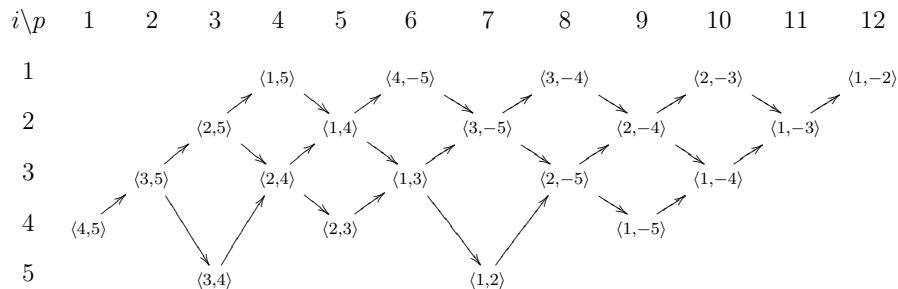 i\p 1 2 3 4 5 6 7 8 9 10 11 12
1 ⟨1,5⟩ ⟨4,−5⟩ ⟨3,−4⟩ ⟨2,−3⟩ ⟨1,−2⟩
2 ⟨2,5⟩ ⟨1,4⟩ ⟨3,−5⟩ ⟨2,−4⟩ ⟨1,−3⟩
3 ⟨3,5⟩ ⟨2,4⟩ ⟨1,3⟩ ⟨2,−5⟩ ⟨1,−4⟩
4 ⟨4,5⟩ ⟨2,3⟩ ⟨1,−5⟩
5 ⟨3,4⟩ ⟨1,2⟩